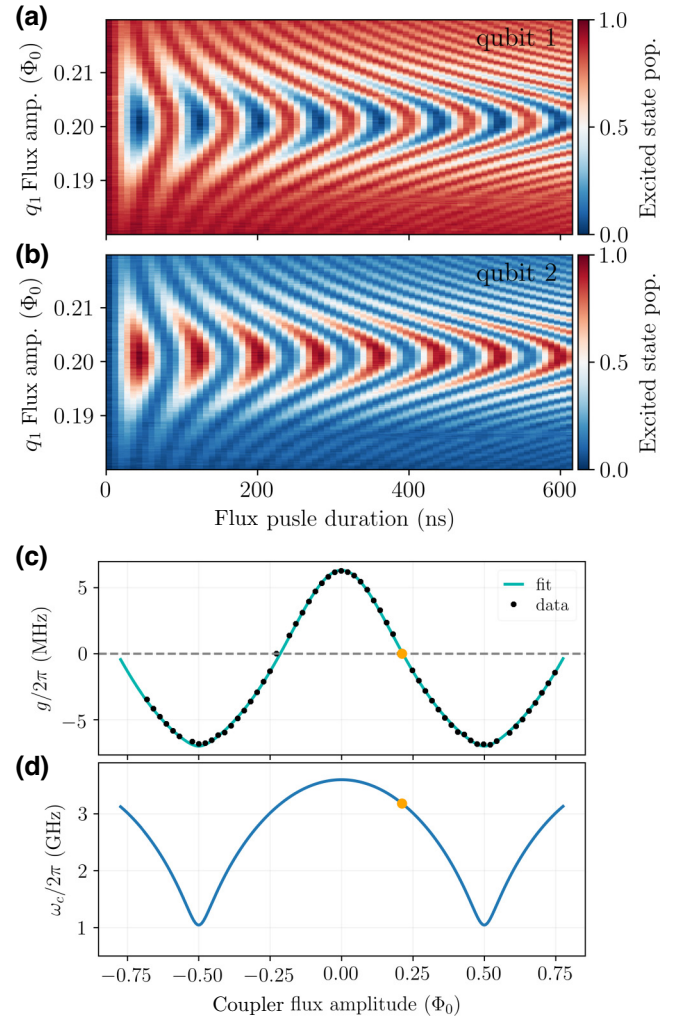 (a)
qubit 1
0.21
0.20
0.19
q1 Flux amp. (Φ0)
1.0
0.5
0.0
Excited state pop.
(b)
qubit 2
0.21
0.20
0.19
q1 Flux amp. (Φ0)
1.0
0.5
0.0
Excited state pop.
0 200 400 600
Flux pusle duration (ns)
(c)
5
0
−5
g/2π (MHz)
fit
data
(d)
3
2
1
ωc/2π (GHz)
−0.75 −0.50 −0.25 0.00 0.25 0.50 0.75
Coupler flux amplitude (Φ0)